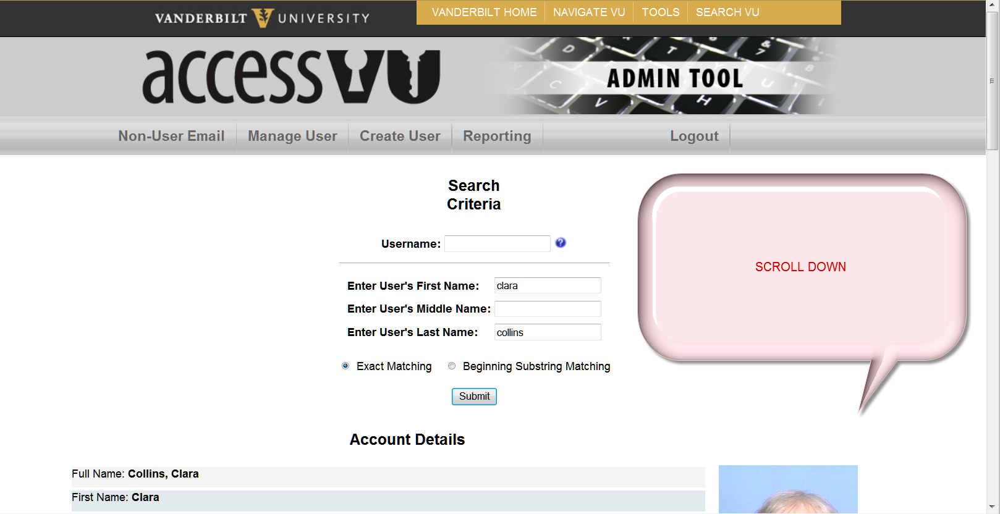 VANDERBILT UNIVERSITY
VANDERBILT HOME NAVIGATE VU TOOLS SEARCH VU
accessVU
ADMIN TOOL
D T & 7 8 C V H U
Non-User Email Manage User Create User Reporting Logout
Search
Criteria
Username: ?
Enter User's First Name: clara
Enter User's Middle Name:
Enter User's Last Name: collins
Exact Matching Beginning Substring Matching
Submit
SCROLL DOWN
Account Details
Full Name: Collins, Clara
First Name: Clara